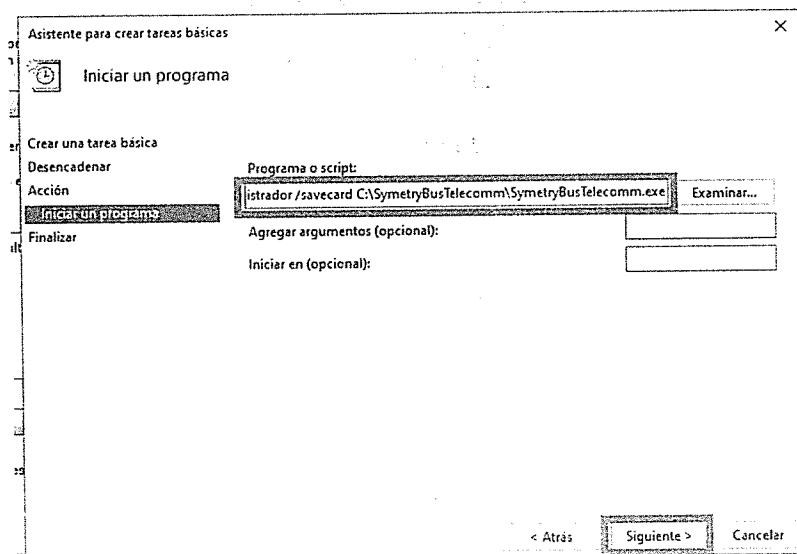 Asistente para crear tareas básicas
Iniciar un programa
Crear una tarea básica
Desencadenar
Programa o script:
Acción
istrador /savecard C:\SymetryBusTelecomm\SymetryBusTelecomm.exe
Examinar...
Iniciar un programa
Agregar argumentos (opcional):
Finalizar
Iniciar en (opcional):
< Atrás
Siguiente >
Cancelar